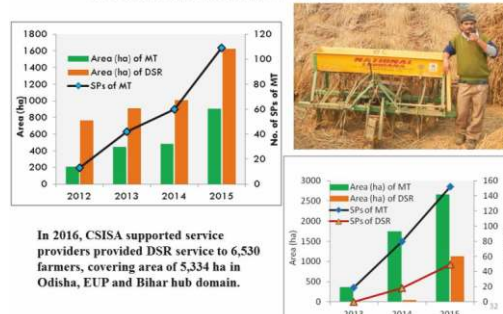 1800
1600
1400
1200
1000
800
600
400
200
0
Area (ha)
Area (ha) of MT
Area (ha) of DSR
SPs of MT
120
100
80
60
40
20
0
No. of SPs of MT
2012 2013 2014 2015
NATIONAL
In 2016, CSISA supported service
providers provided DSR service to 6,530
farmers, covering area of 5,334 ha in
Odisha, EUP and Bihar hub domain.
3000
2500
2000
1500
1000
500
0
Area (ha)
Area (ha) of MT
Area (ha) of DSR
SPs of MT
SPs of DSR
160
140
120
100
80
60
40
20
0
2013 2014 2015
32